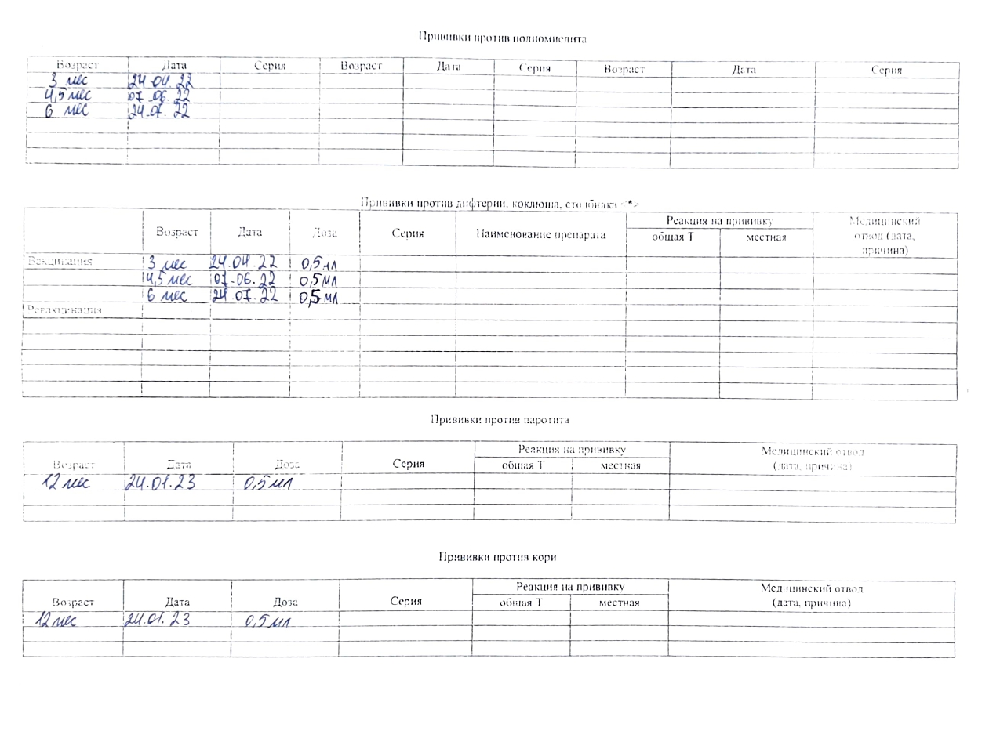 Прививки против полиомиелита
Возраст Дата Серия Возраст Дата Серия Возраст Дата Серия
3 мес 24.04.22
4,5 мес 07.06.22
6 мес 24.07.22
Прививки против дифтерии, коклюша, столбняка <*>
Возраст Дата Доза Серия Наименование препарата Реакция на прививку Медицинский
общая Т местная отвод (дата,
причина)
Вакцинация 3 мес 24.04.22 0,5 мл
4,5 мес 07.06.22 0,5 мл
6 мес 24.07.22 0,5 мл
Ревакцинация
Прививки против паротита
Возраст Дата Доза Серия Реакция на прививку Медицинский отвод
общая Т местная (дата, причина)
12 мес 24.01.23 0,5 мл
Прививки против кори
Возраст Дата Доза Серия Реакция на прививку Медицинский отвод
общая Т местная (дата, причина)
12 мес 24.01.23 0,5 мл